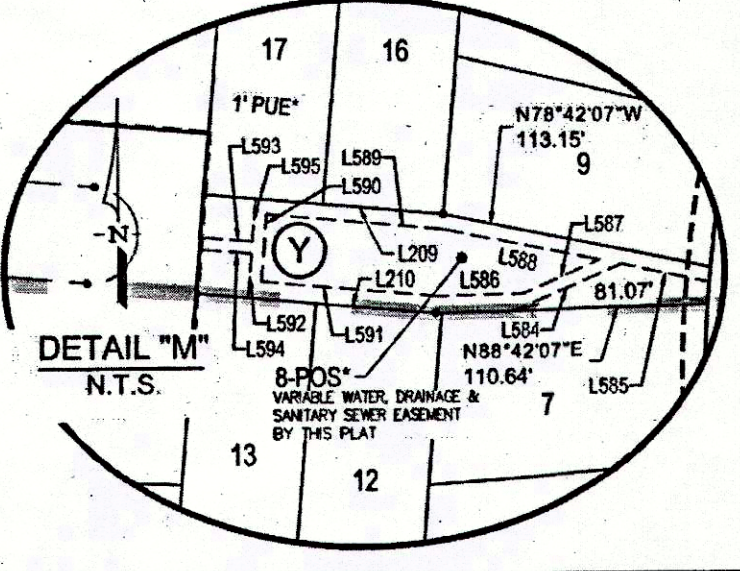 17
16
1' PUE*
N78°42'07"W
113.15'
9
L593
L595
L589
L590
L587
N
Y
L209
L588
L210
L586
81.07'
L592
L591
L584
L594
N88°42'07"E
110.64'
L585
DETAIL "M"
N.T.S.
8-POS*
VARIABLE WATER, DRAINAGE &
SANITARY SEWER EASEMENT
BY THIS PLAT
7
13
12